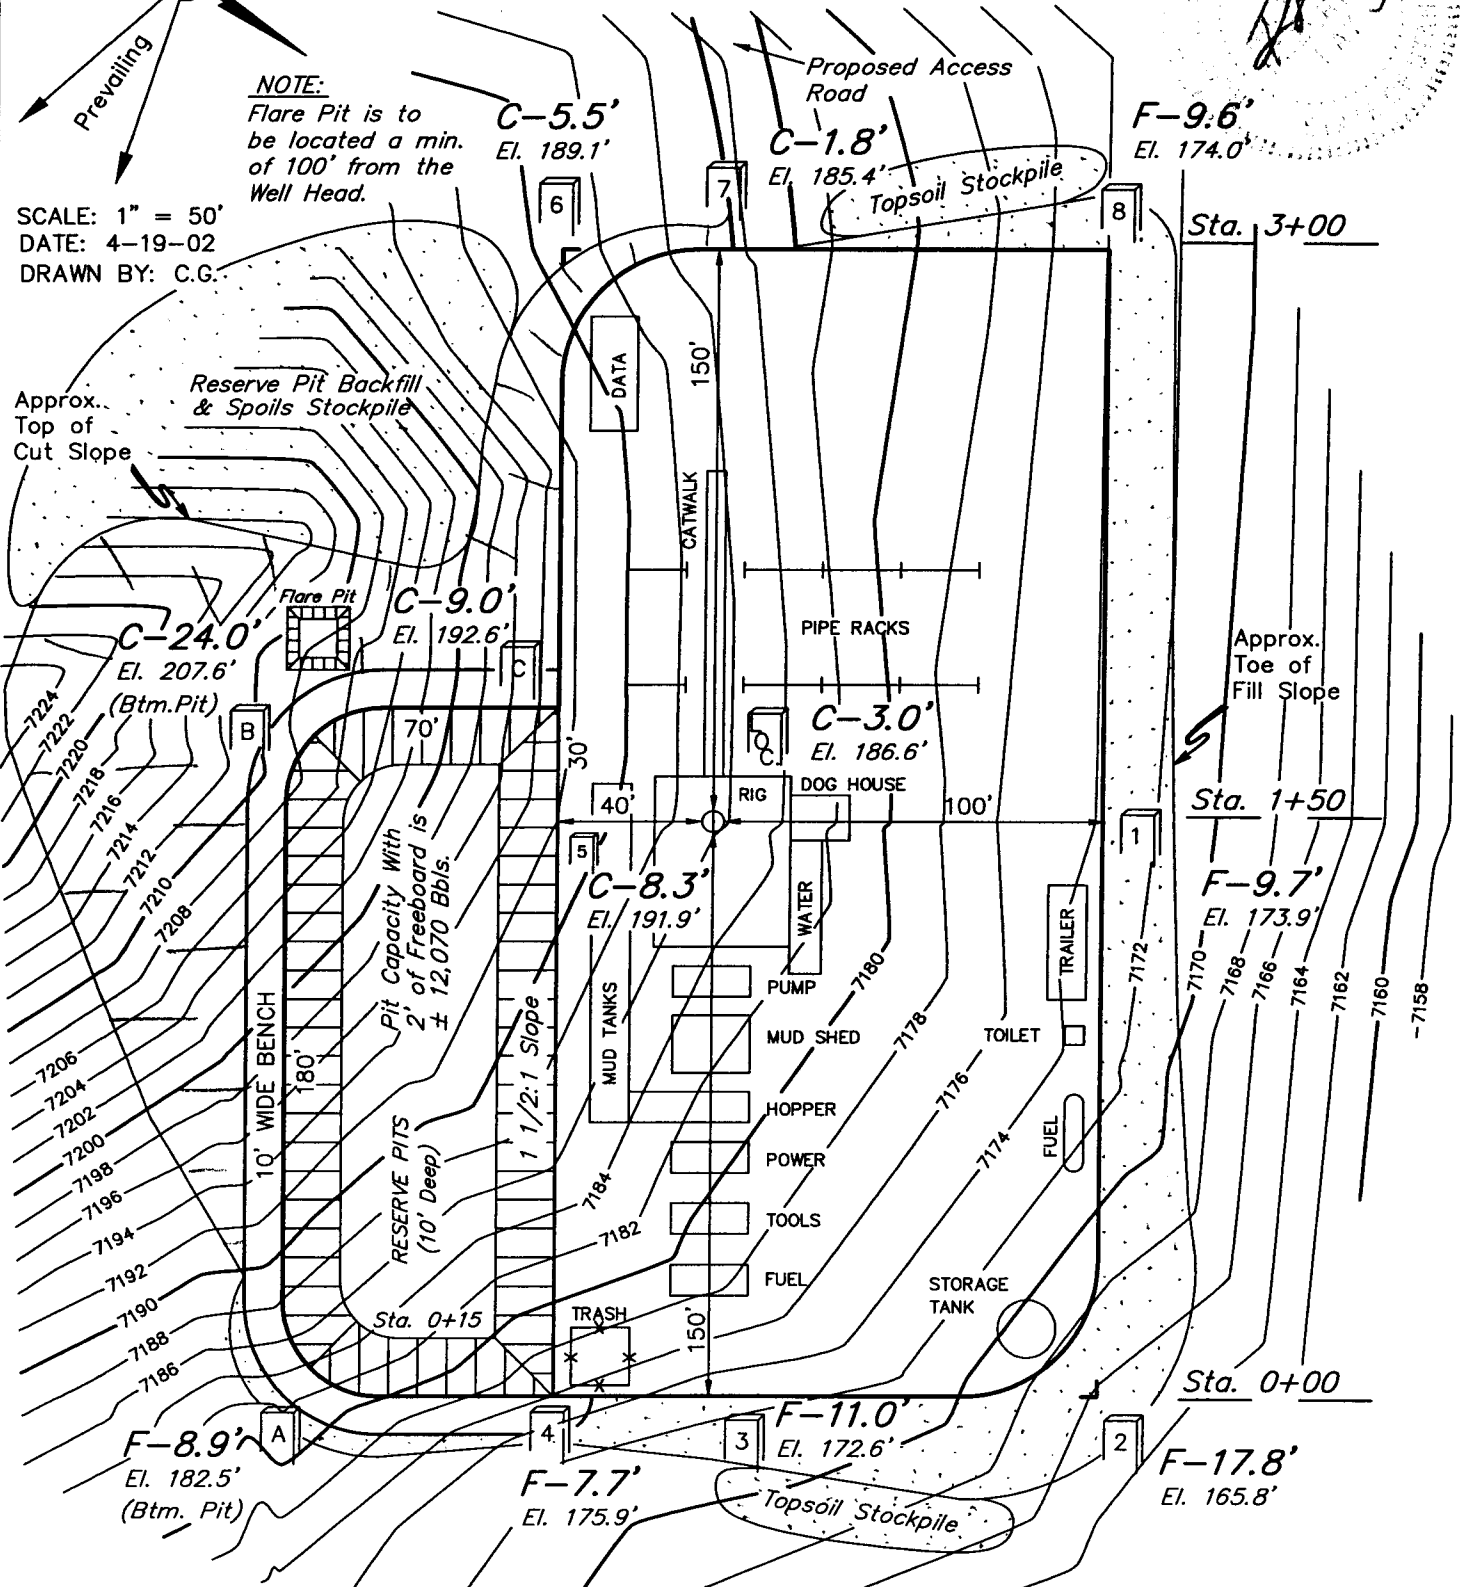 Prevailing
NOTE:
Flare Pit is to
be located a min.
of 100' from the
Well Head.
SCALE: 1" = 50'
DATE: 4-19-02
DRAWN BY: C.G.
C-5.5'
El. 189.1'
6
7
Proposed Access
Road
C-1.8'
El. 185.4'
Topsoil Stockpile
F-9.6'
El. 174.0'
8
Sta. 3+00
Approx.
Top of
Cut Slope
Reserve Pit Backfill
& Spoils Stockpile
DATA
150'
CATWALK
PIPE RACKS
Flare Pit
C-9.0'
El. 192.6'
C
C-24.0'
El. 207.6'
(Btm.Pit)
B
Approx.
Toe of
Fill Slope
C-3.0'
El. 186.6'
DOG HOUSE
RIG
70'
30'
40'
100'
Sta. 1+50
1
5
C-8.3'
El. 191.9'
F-9.7'
El. 173.9'
7224
7222
7220
7218
7216
7214
7212
7210
7208
7206
7204
7202
7200
7198
7196
7194
7192
7190
7188
7186
10' WIDE BENCH
180'
Pit Capacity With
2' of Freeboard is
± 12,070 Bbls.
RESERVE PITS
(10' Deep)
1 1/2:1 Slope
MUD TANKS
WATER
TRAILER
PUMP
MUD SHED
TOILET
HOPPER
FUEL
POWER
TOOLS
FUEL
7184
7182
7180
7178
7176
7174
7172
7170
7168
7166
7164
7162
7160
7158
STORAGE
TANK
TRASH
Sta. 0+15
150'
Sta. 0+00
A
F-8.9'
El. 182.5'
(Btm. Pit)
4
F-7.7'
El. 175.9'
3
F-11.0'
El. 172.6'
2
F-17.8'
El. 165.8'
Topsoil Stockpile